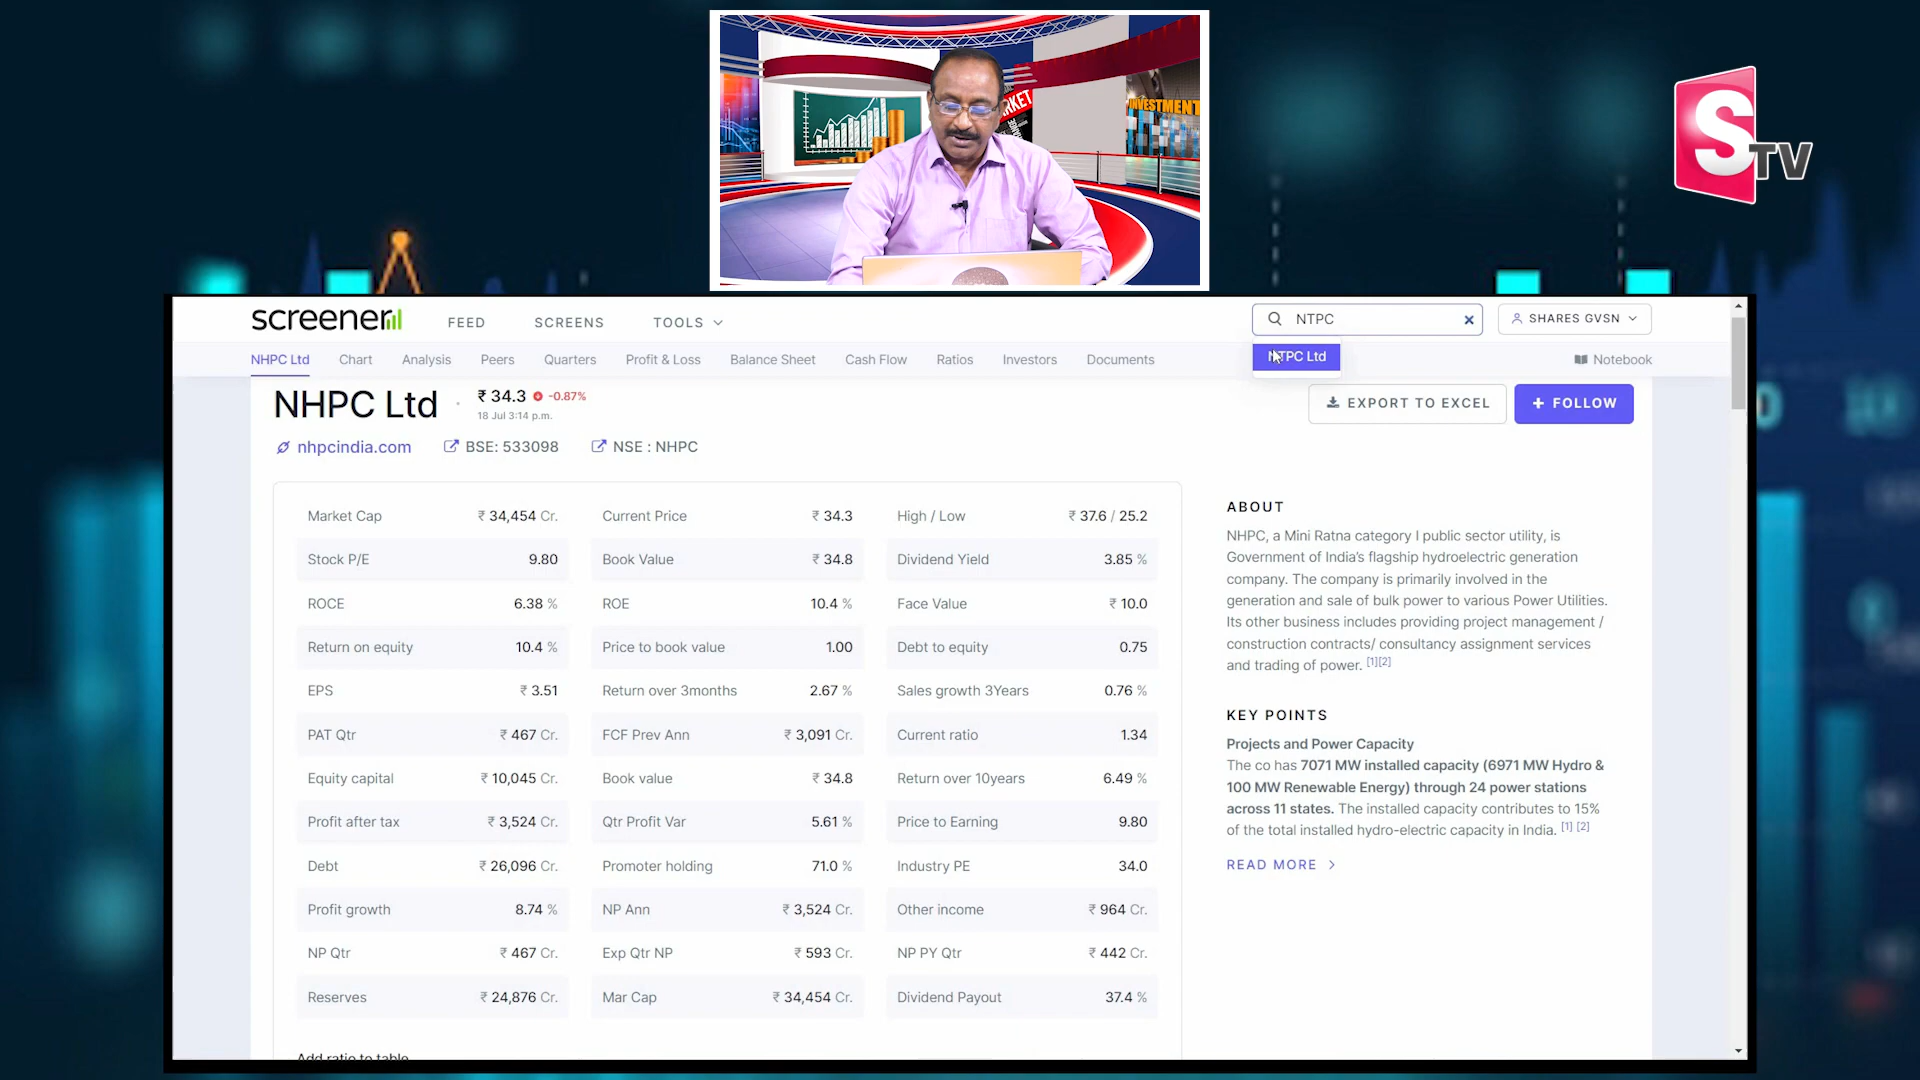 MARKET
INVESTMENT
S TV
screener
FEED
SCREENS
TOOLS
NTPC
SHARES GVSN
NHPC Ltd
Chart
Analysis
Peers
Quarters
Profit & Loss
Balance Sheet
Cash Flow
Ratios
Investors
Documents
NTPC Ltd
Notebook
NHPC Ltd
₹ 34.3 -0.87%
18 Jul 3:14 p.m.
EXPORT TO EXCEL
+ FOLLOW
nhpcindia.com
BSE: 533098
NSE : NHPC
Market Cap ₹ 34,454 Cr.
Current Price ₹ 34.3
High / Low ₹ 37.6 / 25.2
Stock P/E 9.80
Book Value ₹ 34.8
Dividend Yield 3.85 %
ROCE 6.38 %
ROE 10.4 %
Face Value ₹ 10.0
Return on equity 10.4 %
Price to book value 1.00
Debt to equity 0.75
EPS ₹ 3.51
Return over 3months 2.67 %
Sales growth 3Years 0.76 %
PAT Qtr ₹ 467 Cr.
FCF Prev Ann ₹ 3,091 Cr.
Current ratio 1.34
Equity capital ₹ 10,045 Cr.
Book value ₹ 34.8
Return over 10years 6.49 %
Profit after tax ₹ 3,524 Cr.
Qtr Profit Var 5.61 %
Price to Earning 9.80
Debt ₹ 26,096 Cr.
Promoter holding 71.0 %
Industry PE 34.0
Profit growth 8.74 %
NP Ann ₹ 3,524 Cr.
Other income ₹ 964 Cr.
NP Qtr ₹ 467 Cr.
Exp Qtr NP ₹ 593 Cr.
NP PY Qtr ₹ 442 Cr.
Reserves ₹ 24,876 Cr.
Mar Cap ₹ 34,454 Cr.
Dividend Payout 37.4 %
Add ratio to table
ABOUT
NHPC, a Mini Ratna category I public sector utility, is
Government of India's flagship hydroelectric generation
company. The company is primarily involved in the
generation and sale of bulk power to various Power Utilities.
Its other business includes providing project management /
construction contracts/ consultancy assignment services
and trading of power. [1][2]
KEY POINTS
Projects and Power Capacity
The co has 7071 MW installed capacity (6971 MW Hydro &
100 MW Renewable Energy) through 24 power stations
across 11 states. The installed capacity contributes to 15%
of the total installed hydro-electric capacity in India. [1] [2]
READ MORE >